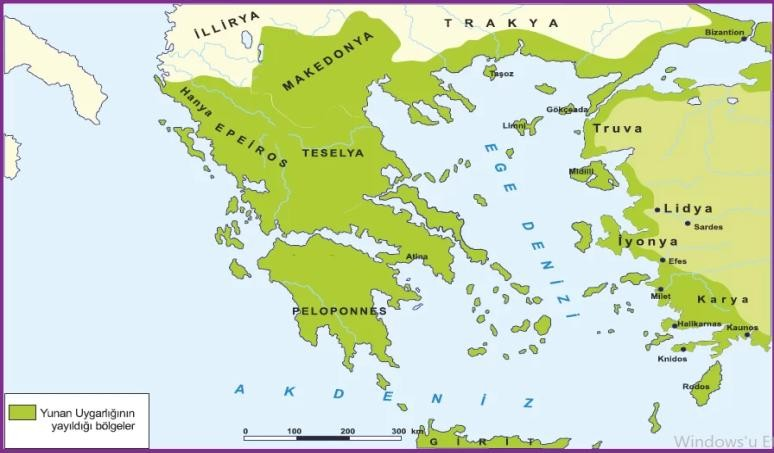 İLLİRYA
TRAKYA
Bizantion
MAKEDONYA
Taşoz
Hanya
EPEİROS
Gökçeada
Limni
Truva
TESELYA
EGE DENİZİ
Midilli
Lidya
Sardes
İyonya
Atina
Efes
Milet
Karya
PELOPONNES
Halikarnas
Kaunos
Knidos
Rodos
AKDENİZ
Yunan Uygarlığının
yayıldığı bölgeler
0 100 200 300 km
GİRİT
Windows'u